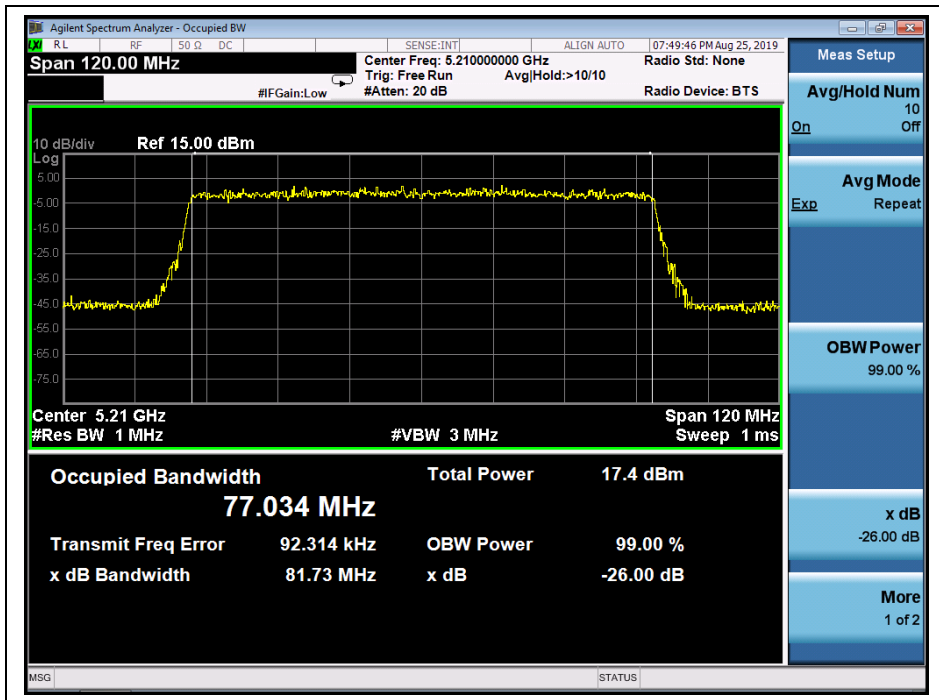 Agilent Spectrum Analyzer - Occupied BW
LXI RL RF 50 Ω DC SENSE:INT ALIGN AUTO 07:49:46 PM Aug 25, 2019
Span 120.00 MHz
Center Freq: 5.210000000 GHz Radio Std: None
Trig: Free Run Avg|Hold:>10/10
#IFGain:Low #Atten: 20 dB Radio Device: BTS
10 dB/div Ref 15.00 dBm
Log
5.00
-5.00
-15.0
-25.0
-35.0
-45.0
-55.0
-65.0
-75.0
Center 5.21 GHz Span 120 MHz
#Res BW 1 MHz #VBW 3 MHz Sweep 1 ms
Occupied Bandwidth Total Power 17.4 dBm
77.034 MHz
Transmit Freq Error 92.314 kHz OBW Power 99.00 %
x dB Bandwidth 81.73 MHz x dB -26.00 dB
MSG STATUS
Meas Setup
Avg/Hold Num
10
On Off
Avg Mode
Exp Repeat
OBW Power
99.00 %
x dB
-26.00 dB
More
1 of 2